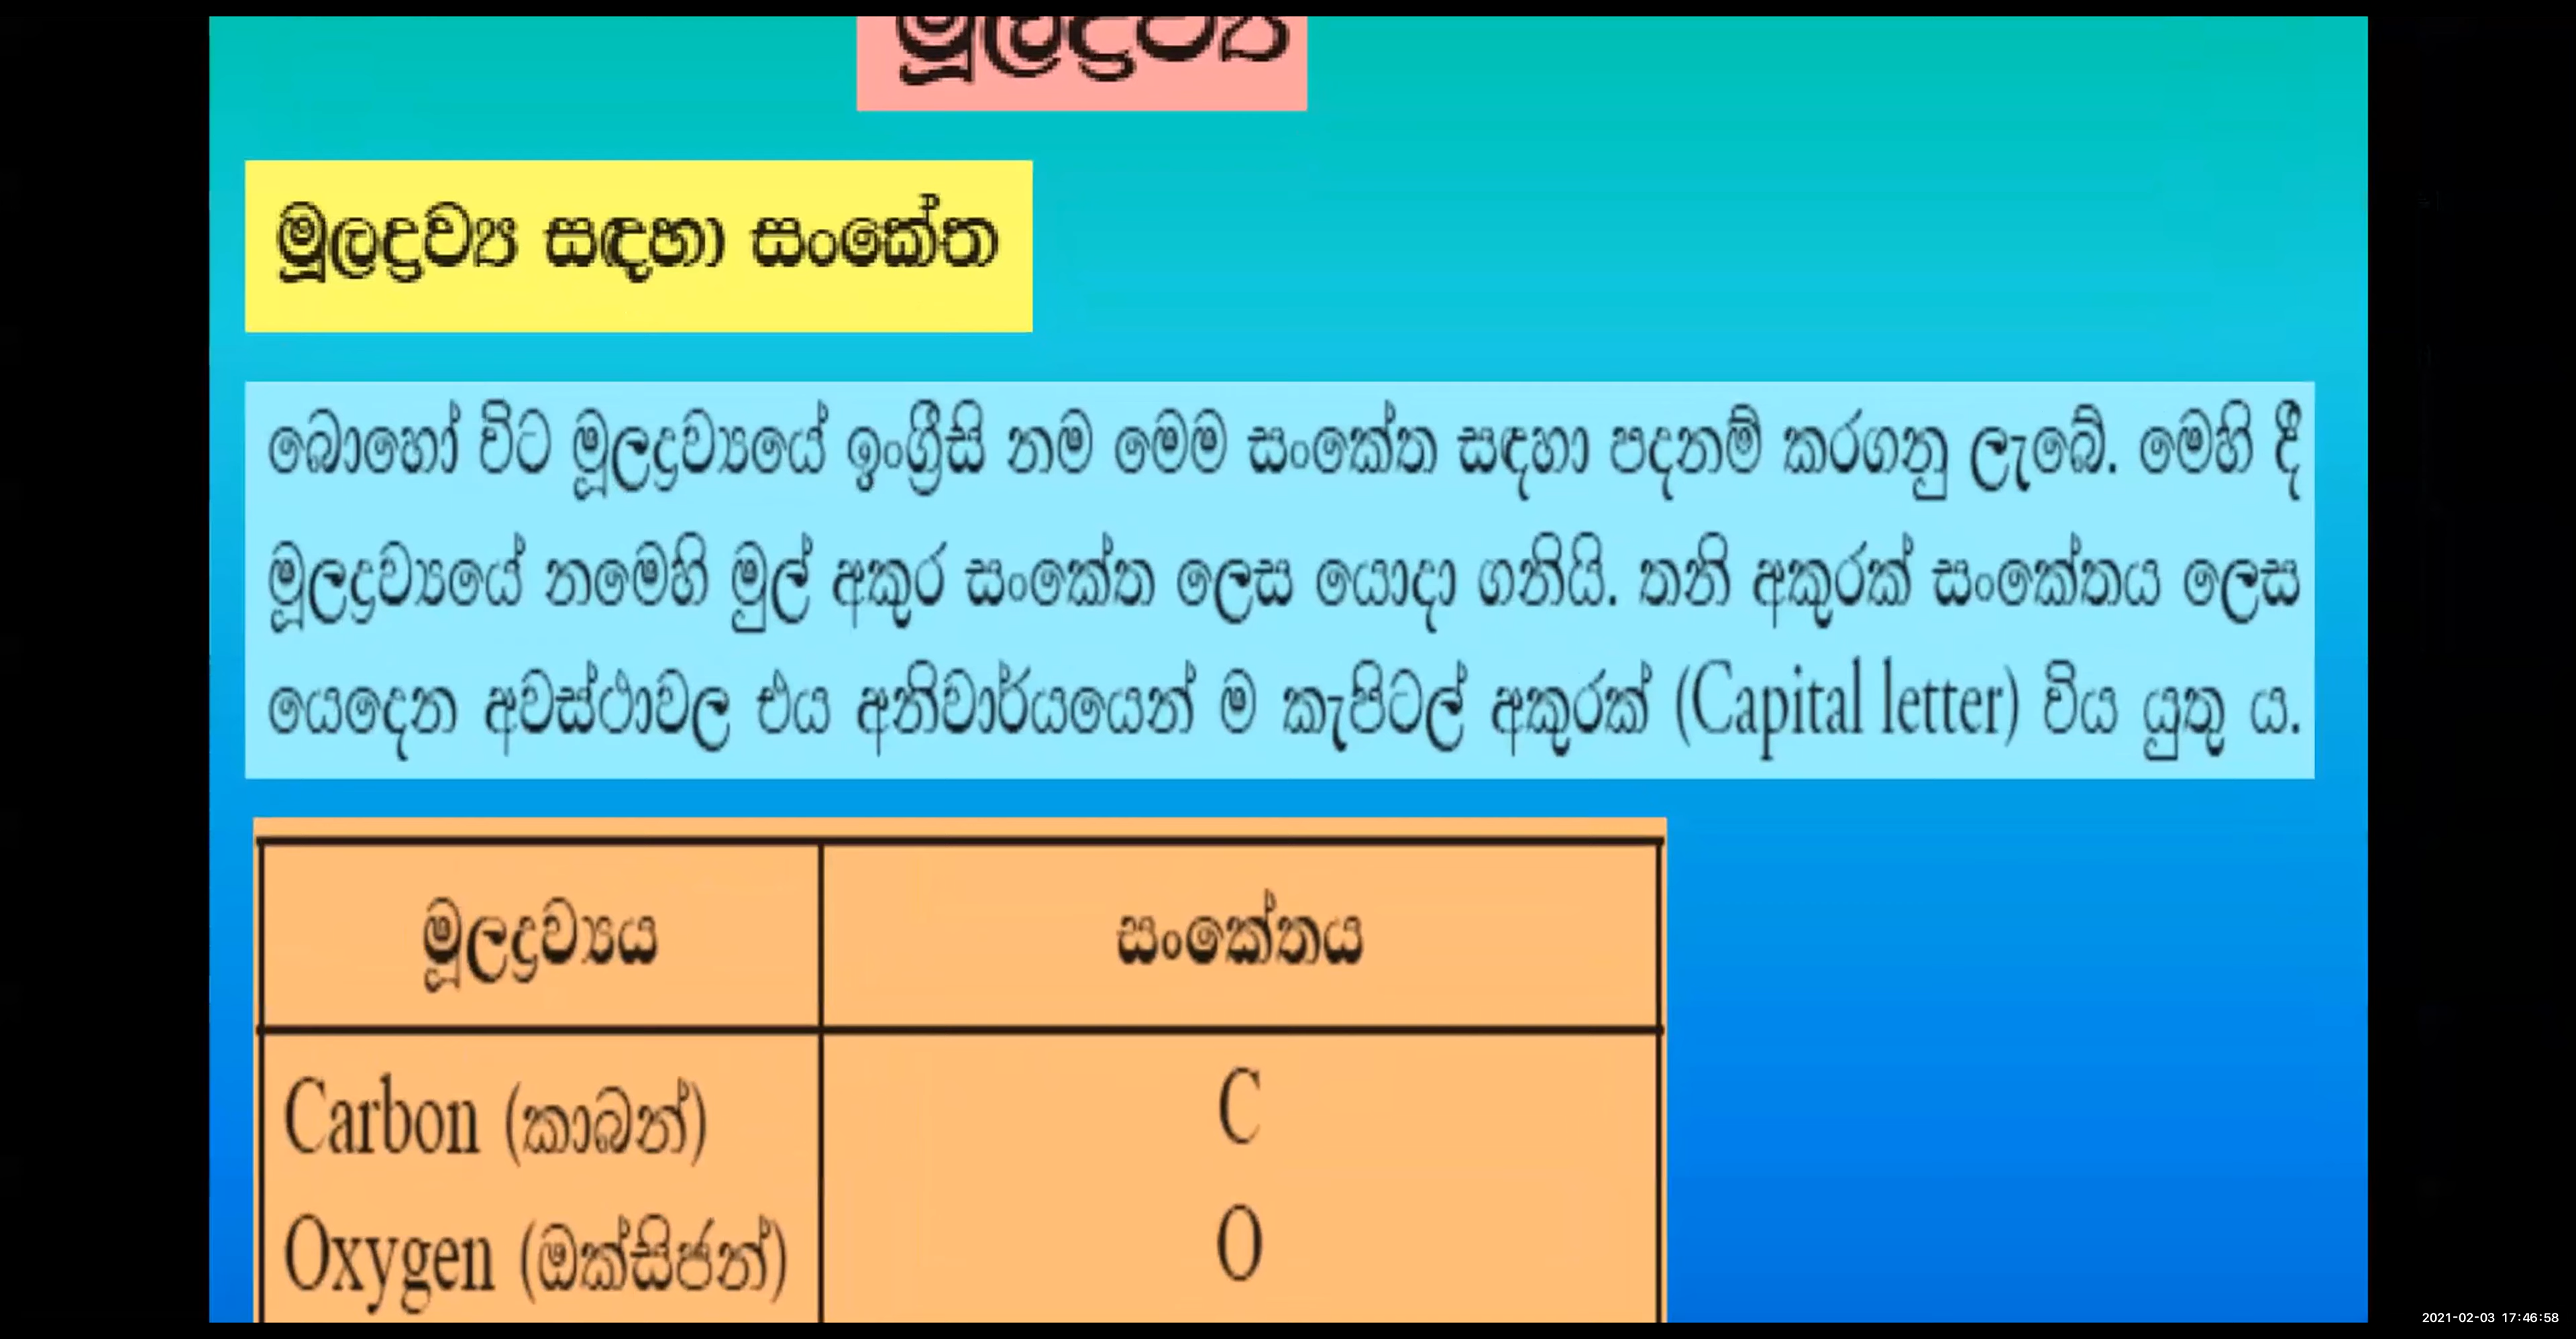 මූලද්‍රව්‍ය
මූලද්‍රව්‍ය සඳහා සංකේත
බොහෝ විට මූලද්‍රව්‍යයේ ඉංග්‍රීසි නම මෙම සංකේත සඳහා පදනම් කරගනු ලැබේ. මෙහි දී
මූලද්‍රව්‍යයේ නමෙහි මුල් අකුර සංකේත ලෙස යොදා ගනියි. තනි අකුරක් සංකේතය ලෙස
යෙදෙන අවස්ථාවල එය අනිවාර්යයෙන් ම කැපිටල් අකුරක් (Capital letter) විය යුතු ය.
මූලද්‍රව්‍යය සංකේතය
Carbon (කාබන්) C
Oxygen (ඔක්සිජන්) O
2021-02-03 17:46:58